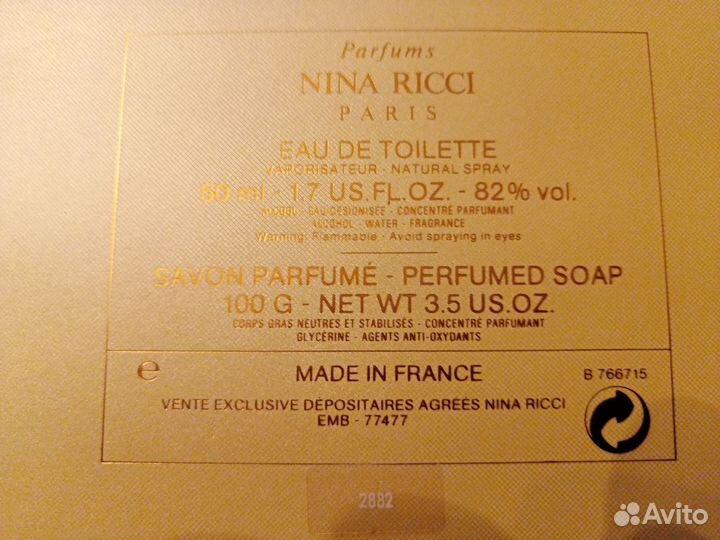 Parfums
NINA RICCI
PARIS
EAU DE TOILETTE
VAPORISATEUR - NATURAL SPRAY
50 ml - 1.7 US.FL.OZ. - 82% vol.
ALCOOL - EAU DÉSIONISÉE - CONCENTRÉ PARFUMANT
ALCOHOL - WATER - FRAGRANCE
Warning: Flammable - Avoid spraying in eyes
SAVON PARFUMÉ - PERFUMED SOAP
100 G - NET WT 3.5 US.OZ.
CORPS GRAS NEUTRES ET STABILISÉS - CONCENTRÉ PARFUMANT
GLYCÉRINE - AGENTS ANTI-OXYDANTS
e MADE IN FRANCE B 766715
VENTE EXCLUSIVE DÉPOSITAIRES AGRÉÉS NINA RICCI
EMB - 77477
2882
Avito